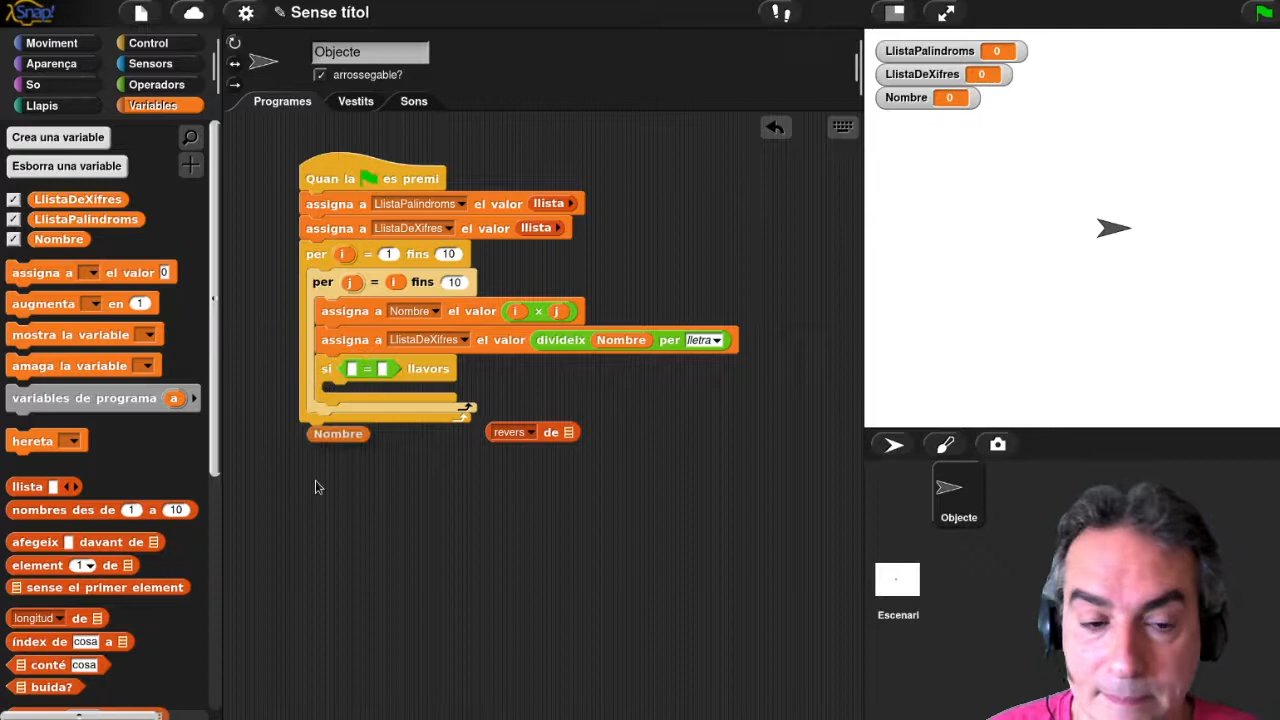 Snap!
Sense títol
Moviment
Control
Aparença
Sensors
So
Operadors
Llapis
Variables
Crea una variable
Esborra una variable
LlistaDeXifres
LlistaPalindroms
Nombre
assigna a el valor 0
augmenta en 1
mostra la variable
amaga la variable
variables de programa a
hereta
llista
nombres des de 1 a 10
afegeix davant de
element 1 de
sense el primer element
longitud de
índex de cosa a
conté cosa
buida?
Objecte
arrossegable?
Programes
Vestits
Sons
Quan la es premi
assigna a LlistaPalindroms el valor llista
assigna a LlistaDeXifres el valor llista
per i = 1 fins 10
per j = i fins 10
assigna a Nombre el valor i × j
assigna a LlistaDeXifres el valor divideix Nombre per lletra
si = llavors
Nombre
revers de
LlistaPalindroms 0
LlistaDeXifres 0
Nombre 0
Objecte
Escenari